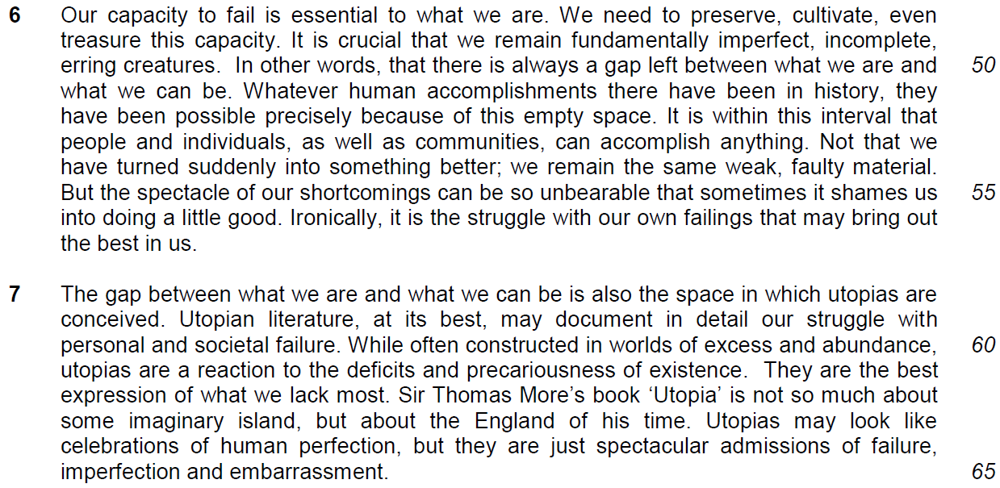 6 Our capacity to fail is essential to what we are. We need to preserve, cultivate, even
treasure this capacity. It is crucial that we remain fundamentally imperfect, incomplete,
erring creatures.  In other words, that there is always a gap left between what we are and 50
what we can be. Whatever human accomplishments there have been in history, they
have been possible precisely because of this empty space. It is within this interval that
people and individuals, as well as communities, can accomplish anything. Not that we
have turned suddenly into something better; we remain the same weak, faulty material.
But the spectacle of our shortcomings can be so unbearable that sometimes it shames us 55
into doing a little good. Ironically, it is the struggle with our own failings that may bring out
the best in us.
7 The gap between what we are and what we can be is also the space in which utopias are
conceived. Utopian literature, at its best, may document in detail our struggle with
personal and societal failure. While often constructed in worlds of excess and abundance, 60
utopias are a reaction to the deficits and precariousness of existence.  They are the best
expression of what we lack most. Sir Thomas More's book ‘Utopia’ is not so much about
some imaginary island, but about the England of his time. Utopias may look like
celebrations of human perfection, but they are just spectacular admissions of failure,
imperfection and embarrassment. 65